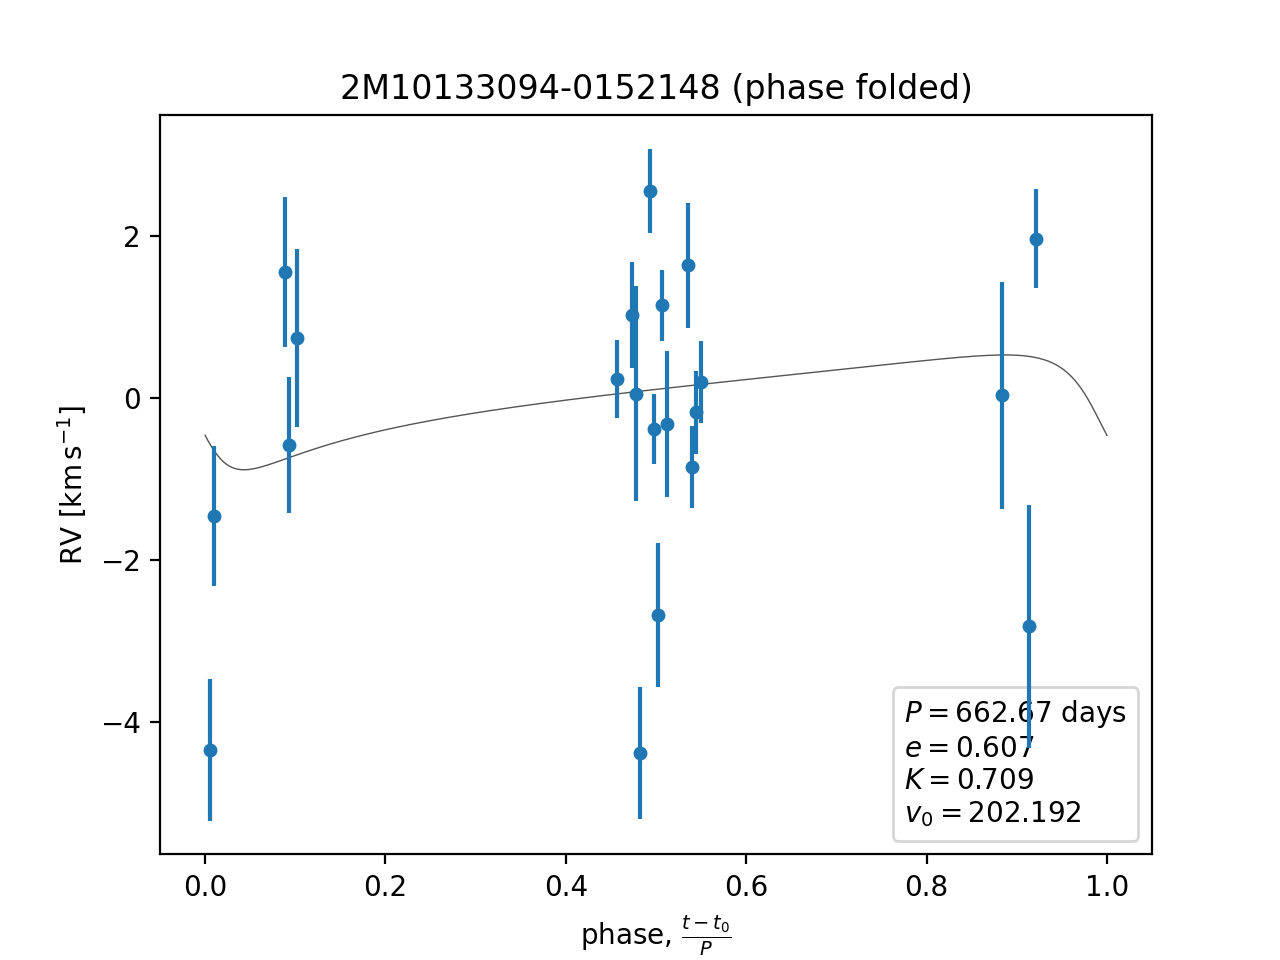 2M10133094-0152148 (phase folded)
RV [km s⁻¹]
2
0
−2
−4
P = 662.67 days
e = 0.607
K = 0.709
v₀ = 202.192
0.0 0.2 0.4 0.6 0.8 1.0
phase, (t − t₀)/P